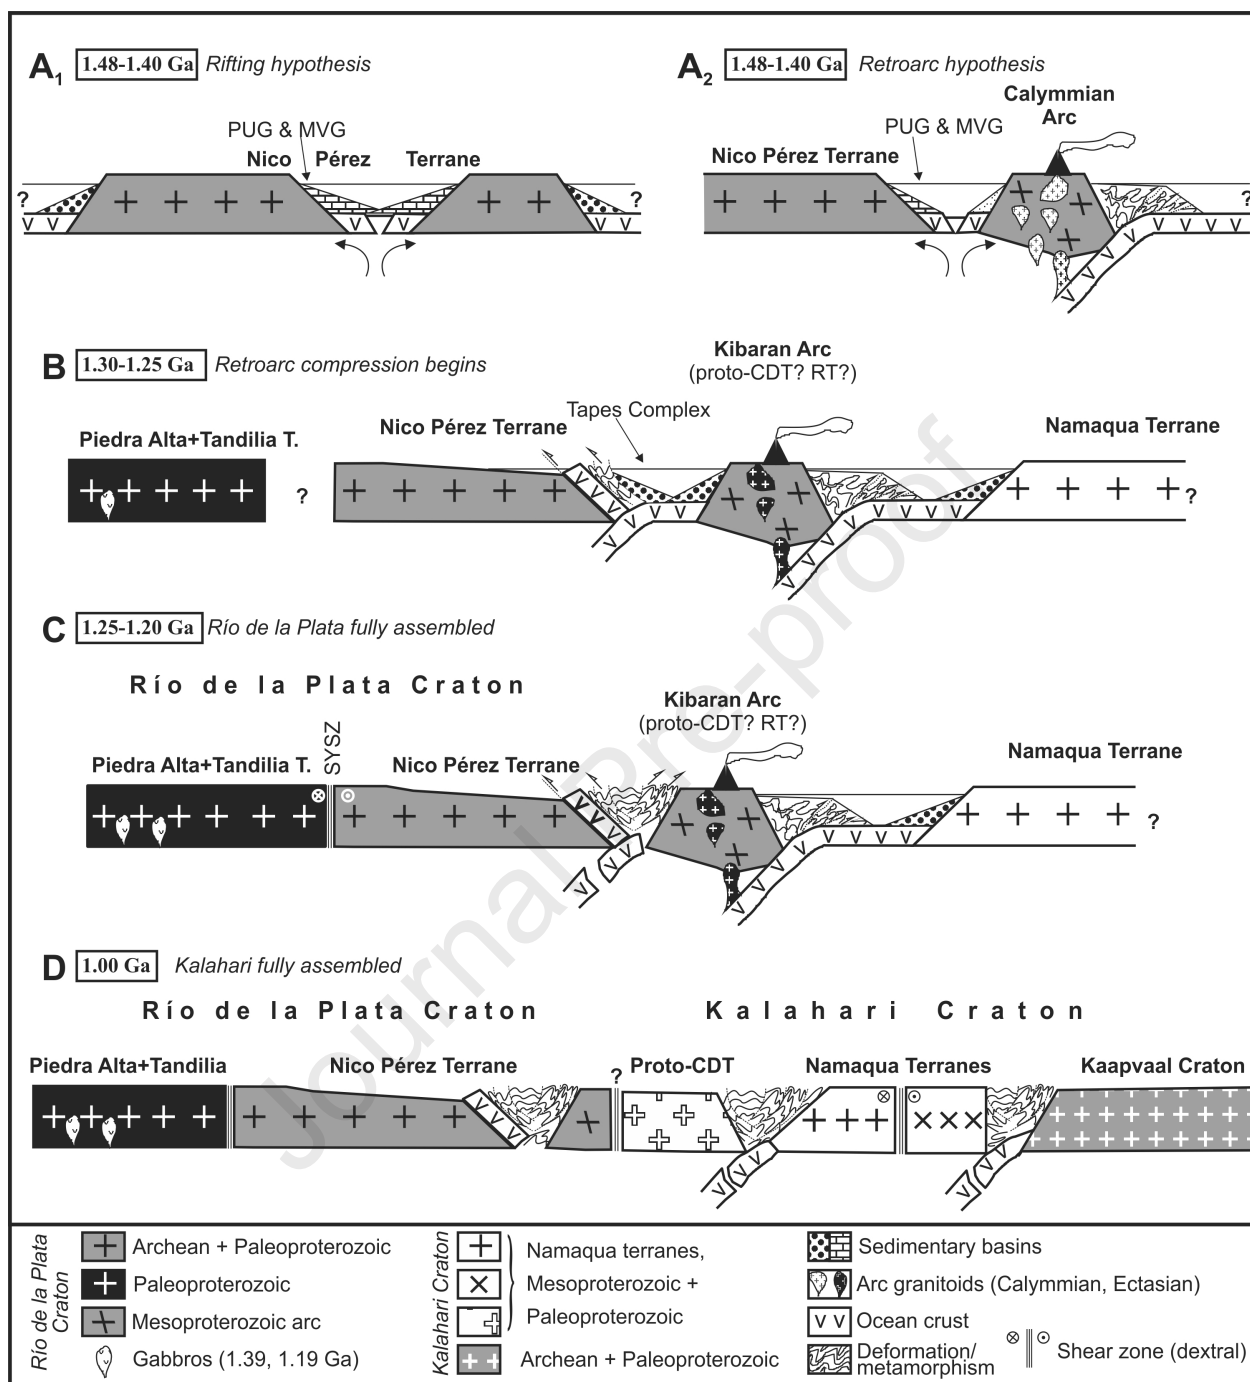 A1 1.48-1.40 Ga Rifting hypothesis
PUG & MVG
Nico Pérez Terrane
? ?
A2 1.48-1.40 Ga Retroarc hypothesis
Calymmian
Arc
PUG & MVG
Nico Pérez Terrane
?
B 1.30-1.25 Ga Retroarc compression begins
Kibaran Arc
(proto-CDT? RT?)
Tapes Complex
Piedra Alta+Tandilia T.
Nico Pérez Terrane
Namaqua Terrane
? ?
C 1.25-1.20 Ga Río de la Plata fully assembled
Río de la Plata Craton
Kibaran Arc
(proto-CDT? RT?)
SYSZ
Piedra Alta+Tandilia T.
Nico Pérez Terrane
Namaqua Terrane
?
D 1.00 Ga Kalahari fully assembled
Río de la Plata Craton
Kalahari Craton
Piedra Alta+Tandilia
Nico Pérez Terrane
?
Proto-CDT
Namaqua Terranes
Kaapvaal Craton
Journal Pre-proof
Río de la Plata
Craton
Archean + Paleoproterozoic
Paleoproterozoic
Mesoproterozoic arc
Gabbros (1.39, 1.19 Ga)
Kalahari Craton
Namaqua terranes,
Mesoproterozoic +
Paleoproterozoic
Archean + Paleoproterozoic
Sedimentary basins
Arc granitoids (Calymmian, Ectasian)
Ocean crust
Deformation/
metamorphism
Shear zone (dextral)